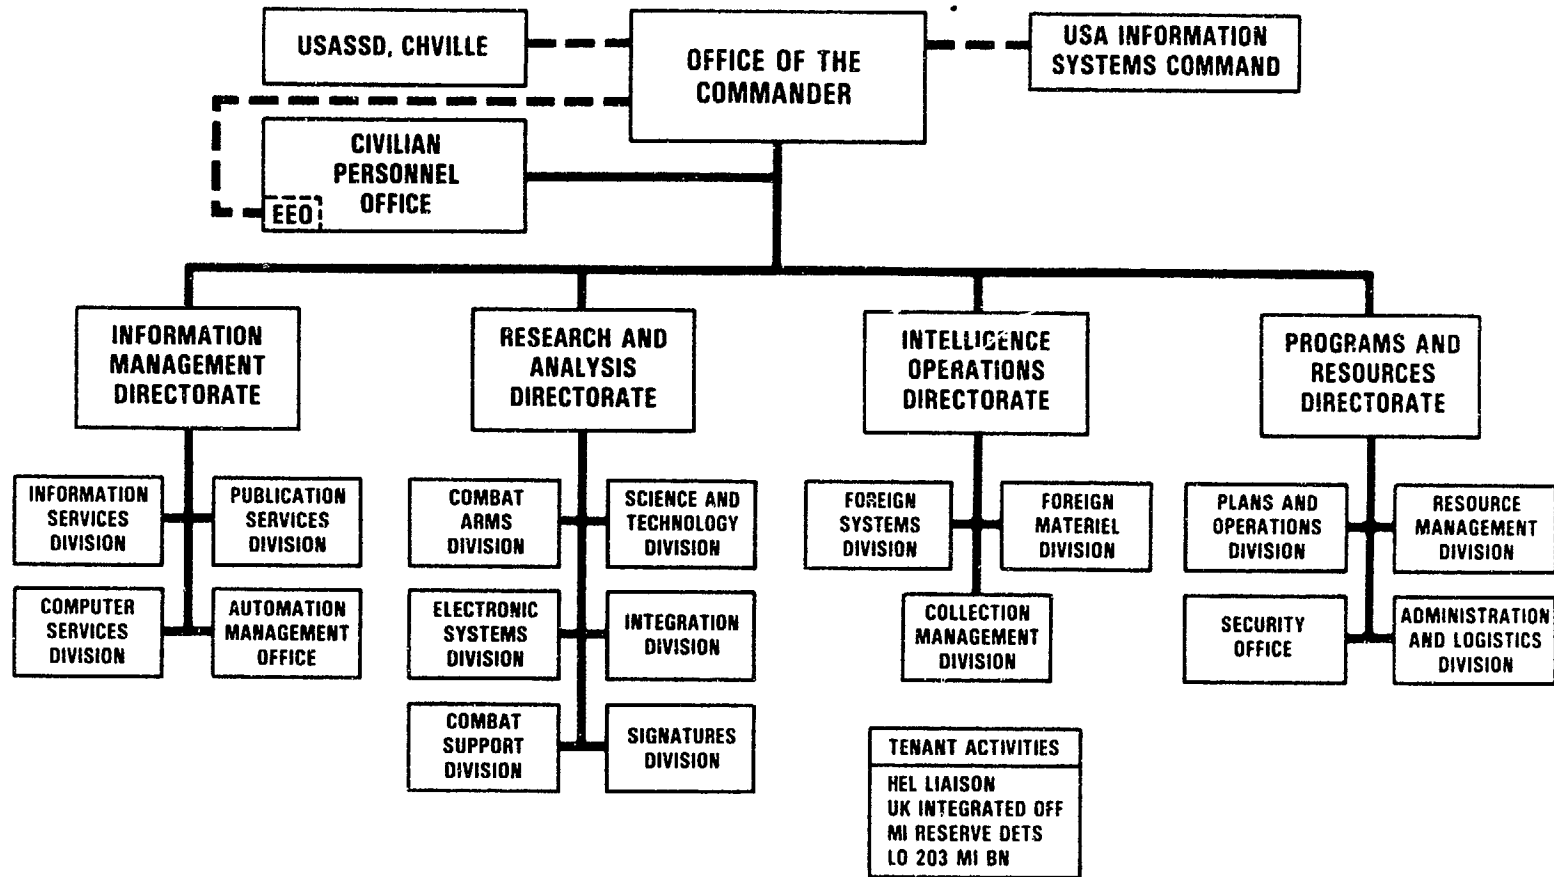 USASSD, CHVILLE
OFFICE OF THE
COMMANDER
USA INFORMATION
SYSTEMS COMMAND
CIVILIAN
PERSONNEL
OFFICE
EEO
INFORMATION
MANAGEMENT
DIRECTORATE
RESEARCH AND
ANALYSIS
DIRECTORATE
INTELLIGENCE
OPERATIONS
DIRECTORATE
PROGRAMS AND
RESOURCES
DIRECTORATE
INFORMATION
SERVICES
DIVISION
PUBLICATION
SERVICES
DIVISION
COMBAT
ARMS
DIVISION
SCIENCE AND
TECHNOLOGY
DIVISION
FOREIGN
SYSTEMS
DIVISION
FOREIGN
MATERIEL
DIVISION
PLANS AND
OPERATIONS
DIVISION
RESOURCE
MANAGEMENT
DIVISION
COMPUTER
SERVICES
DIVISION
AUTOMATION
MANAGEMENT
OFFICE
ELECTRONIC
SYSTEMS
DIVISION
INTEGRATION
DIVISION
COLLECTION
MANAGEMENT
DIVISION
SECURITY
OFFICE
ADMINISTRATION
AND LOGISTICS
DIVISION
COMBAT
SUPPORT
DIVISION
SIGNATURES
DIVISION
TENANT ACTIVITIES
HEL LIAISON
UK INTEGRATED OFF
MI RESERVE DETS
LO 203 MI BN